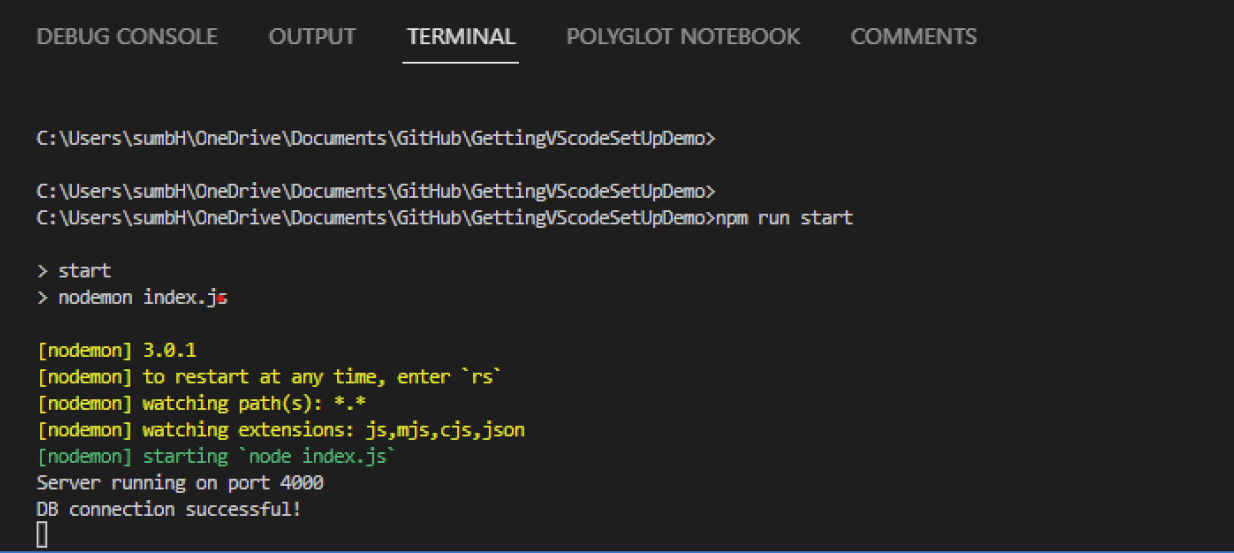 DEBUG CONSOLE OUTPUT TERMINAL POLYGLOT NOTEBOOK COMMENTS
C:\Users\sumbH\OneDrive\Documents\GitHub\GettingVScodeSetUpDemo>
C:\Users\sumbH\OneDrive\Documents\GitHub\GettingVScodeSetUpDemo>
C:\Users\sumbH\OneDrive\Documents\GitHub\GettingVScodeSetUpDemo>npm run start
> start
> nodemon index.js
[nodemon] 3.0.1
[nodemon] to restart at any time, enter `rs`
[nodemon] watching path(s): *.*
[nodemon] watching extensions: js,mjs,cjs,json
[nodemon] starting `node index.js`
Server running on port 4000
DB connection successful!